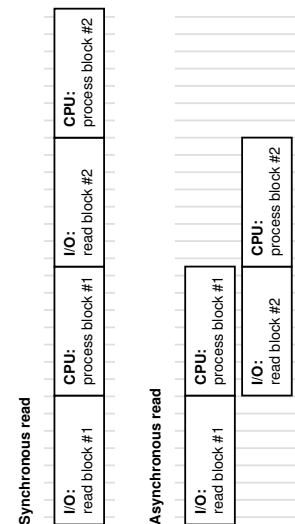 Synchronous read
I/O:
read block #1
CPU:
process block #1
I/O:
read block #2
CPU:
process block #2
Asynchronous read
I/O:
read block #1
CPU:
process block #1
I/O:
read block #2
CPU:
process block #2